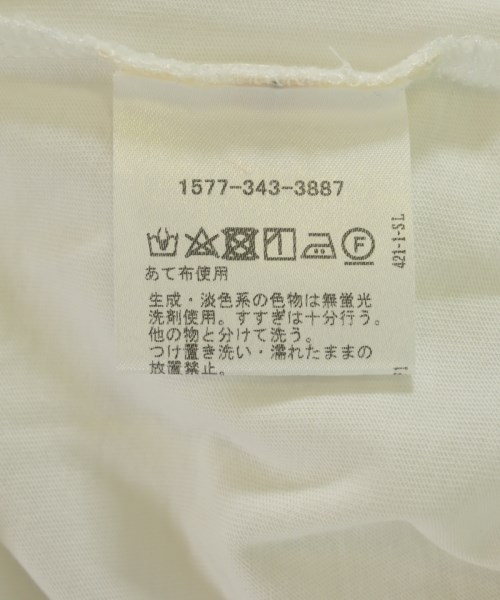 1577-343-3887
F
421-1-SL
あて布使用
生成・淡色系の色物は無蛍光
洗剤使用。すすぎは十分行う。
他の物と分けて洗う。
つけ置き洗い・濡れたままの
放置禁止。